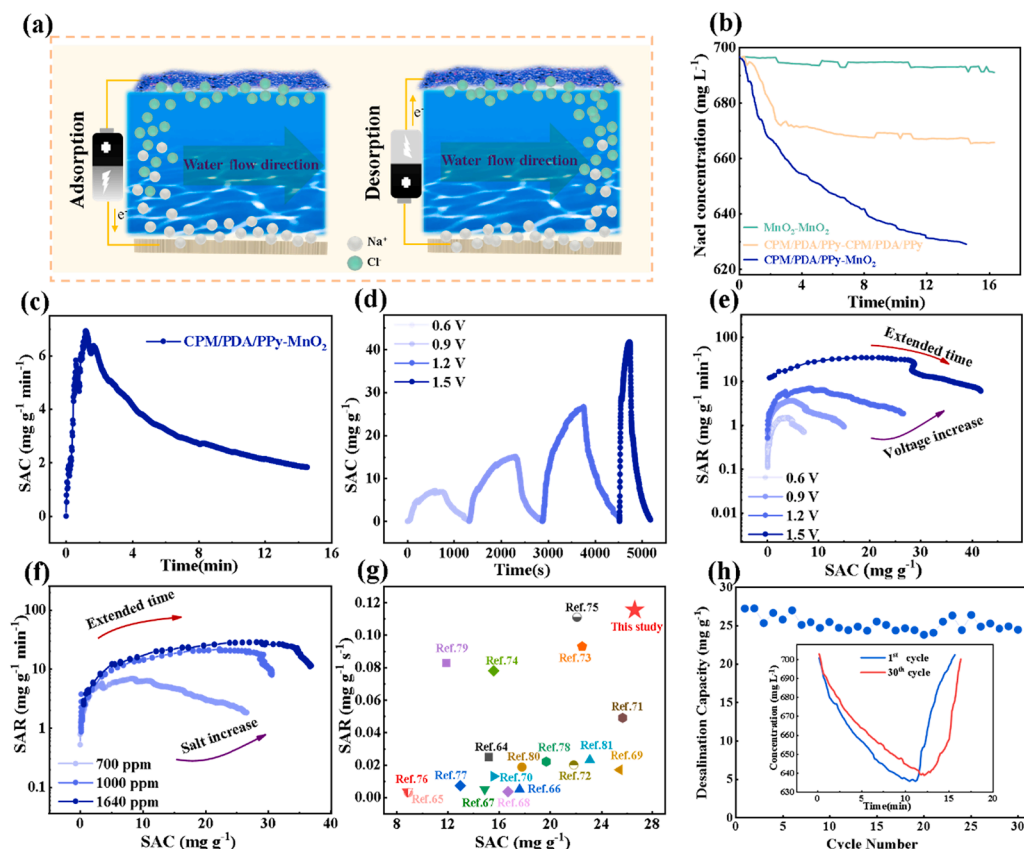 (a)
Adsorption
e⁻
Water flow direction
Desorption
e⁻
Water flow direction
Na⁺
Cl⁻
(b)
Nacl concentration (mg L⁻¹)
700
680
660
640
620
MnO₂-MnO₂
CPM/PDA/PPy-CPM/PDA/PPy
CPM/PDA/PPy-MnO₂
0 4 8 12 16
Time(min)
(c)
SAC (mg g⁻¹ min⁻¹)
6
4
2
0
CPM/PDA/PPy-MnO₂
0 5 10 15
Time(min)
(d)
SAC (mg g⁻¹)
40
30
20
10
0
0.6 V
0.9 V
1.2 V
1.5 V
0 1000 2000 3000 4000 5000
Time(s)
(e)
SAR (mg g⁻¹ min⁻¹)
100
10
1
0.1
0.01
Extended time
Voltage increase
0.6 V
0.9 V
1.2 V
1.5 V
0 10 20 30 40
SAC (mg g⁻¹)
(f)
SAR (mg g⁻¹ min⁻¹)
100
10
1
0.1
Extended time
Salt increase
700 ppm
1000 ppm
1640 ppm
0 10 20 30 40
SAC (mg g⁻¹)
(g)
SAR (mg g⁻¹ s⁻¹)
0.12
0.10
0.08
0.06
0.04
0.02
0.00
Ref.75
This study
Ref.79
Ref.74
Ref.73
Ref.71
Ref.64
Ref.78
Ref.81
Ref.69
Ref.80
Ref.72
Ref.76
Ref.77
Ref.70
Ref.66
Ref.65
Ref.67
Ref.68
8 12 16 20 24 28
SAC (mg g⁻¹)
(h)
Desalination Capacity (mg g⁻¹)
30
25
20
15
10
5
0
Concentration (mg L⁻¹)
700
690
680
670
660
650
640
630
1ˢᵗ cycle
30ᵗʰ cycle
0 5 10 15 20
Time(min)
0 5 10 15 20 25 30
Cycle Number